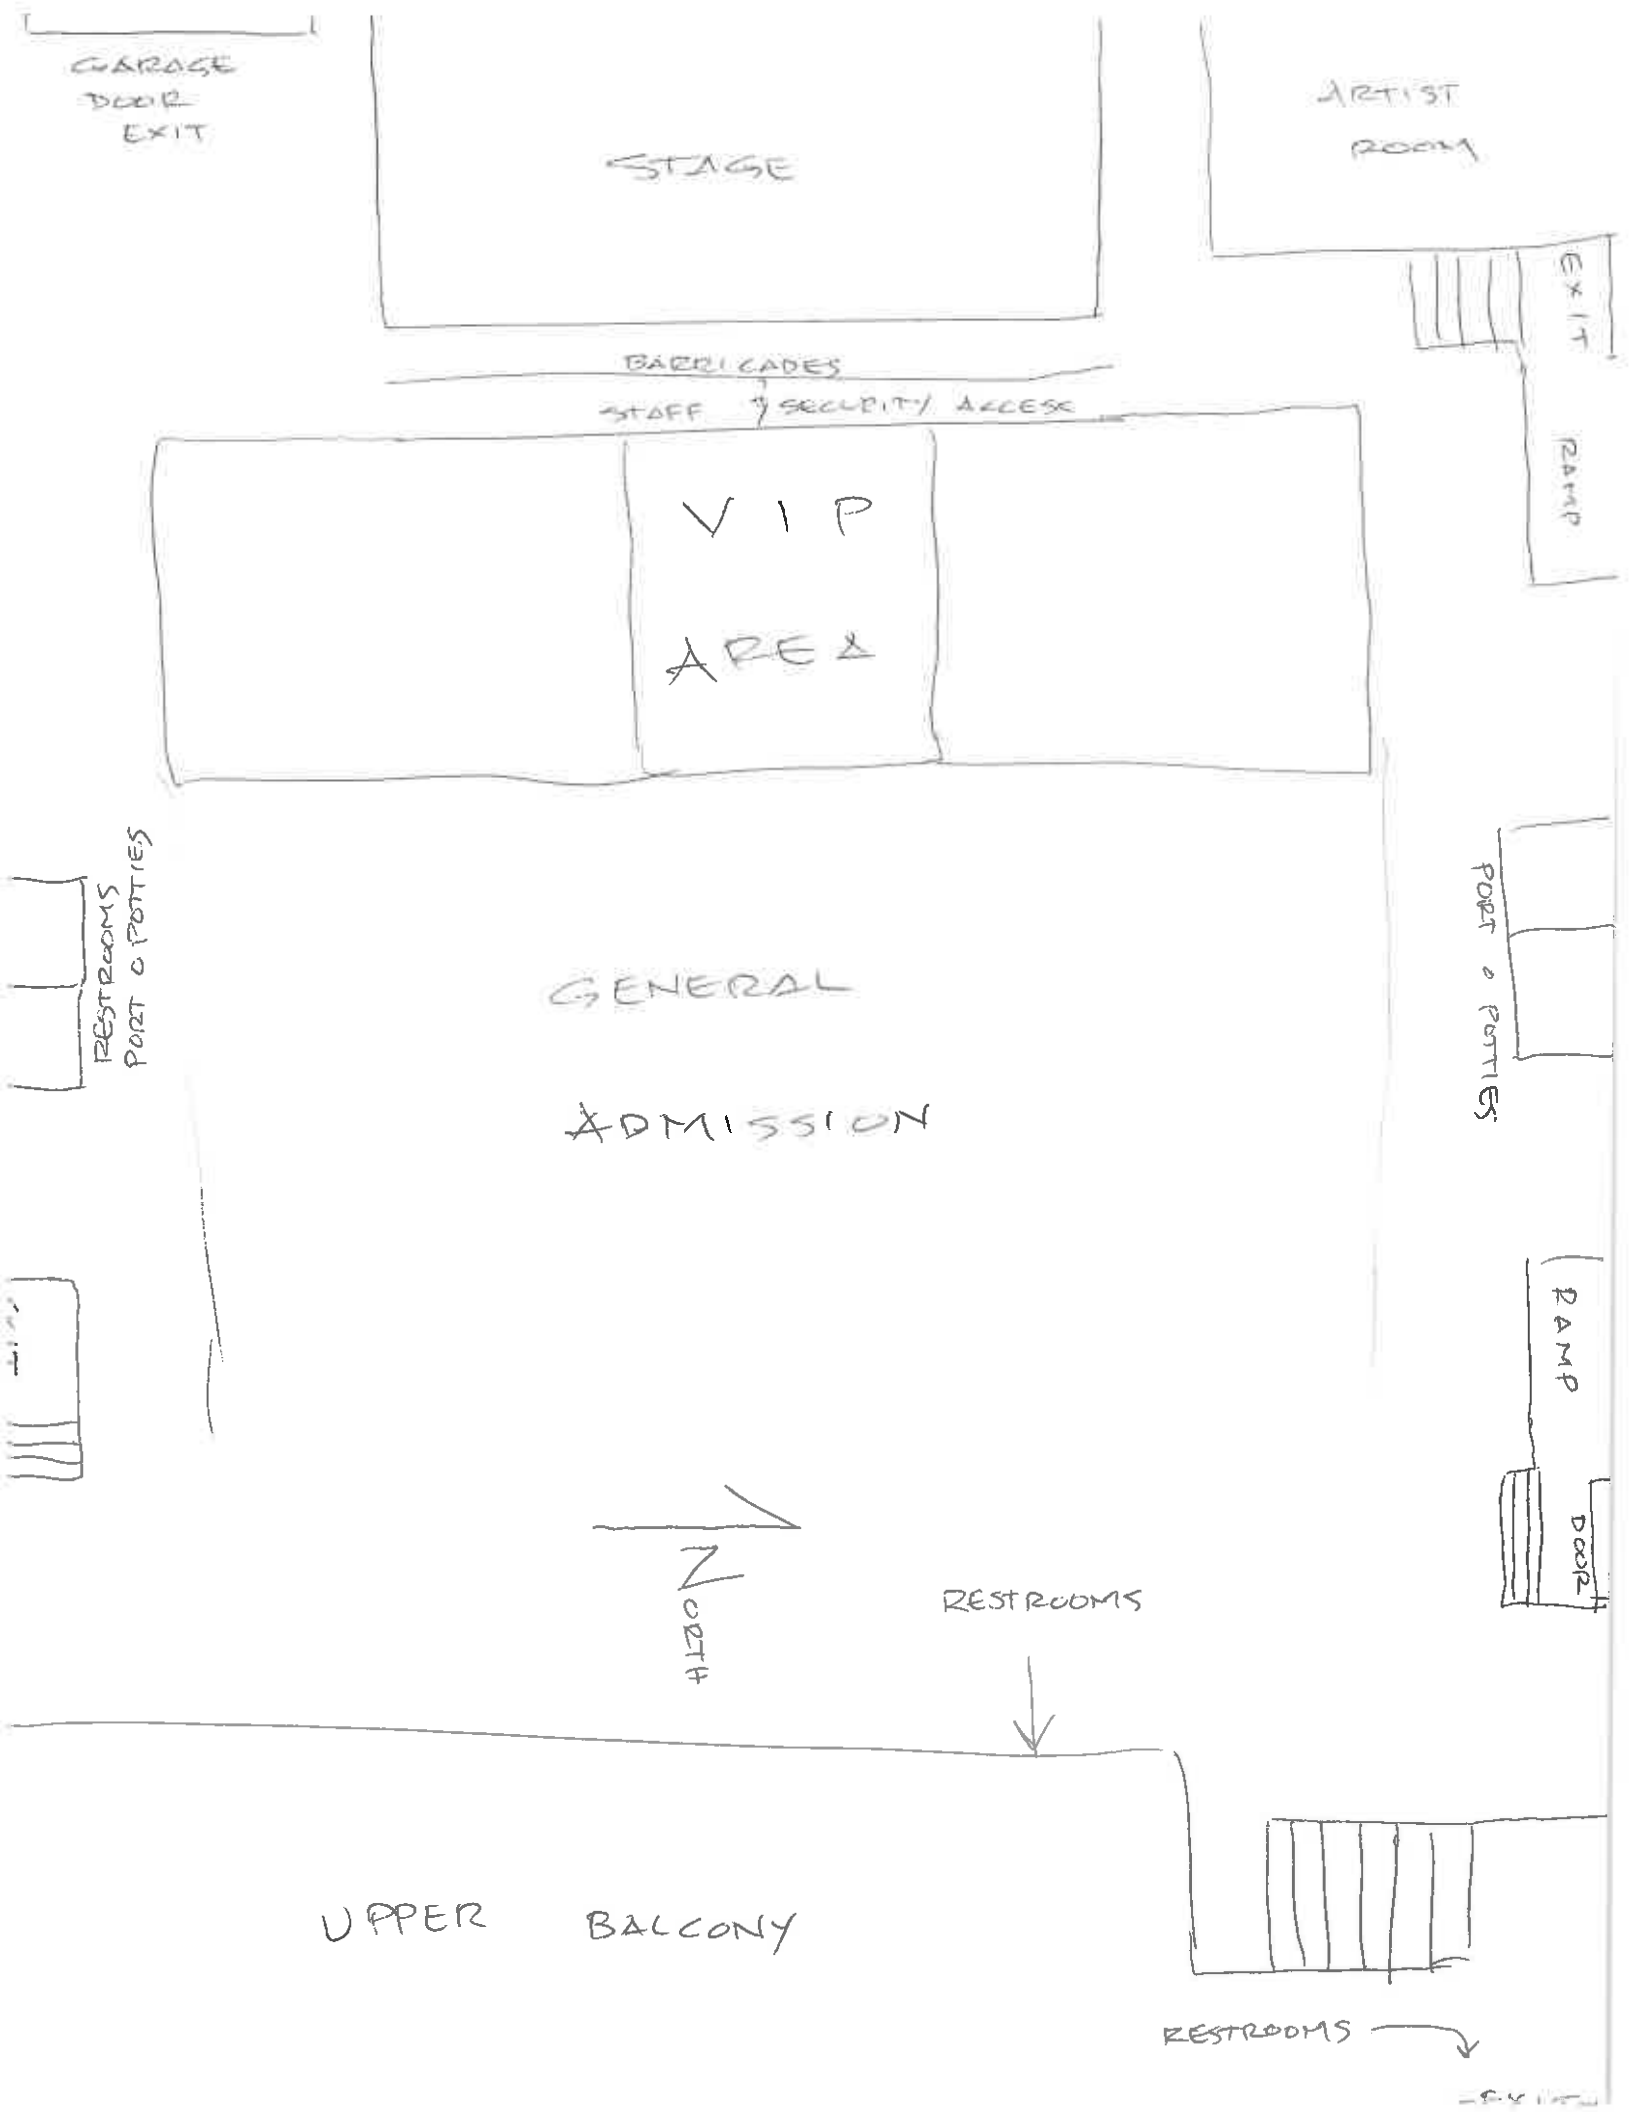 GARAGE
DOOR
EXIT
STAGE
ARTIST
ROOM
EXIT
RAMP
BARRICADES
STAFF SECURITY ACCESS
VIP
AREA
RESTROOMS
PORT O POTTIES
PORT O POTTIES
GENERAL
ADMISSION
RAMP
DOOR
NORTH
RESTROOMS
UPPER BALCONY
RESTROOMS
EXIT